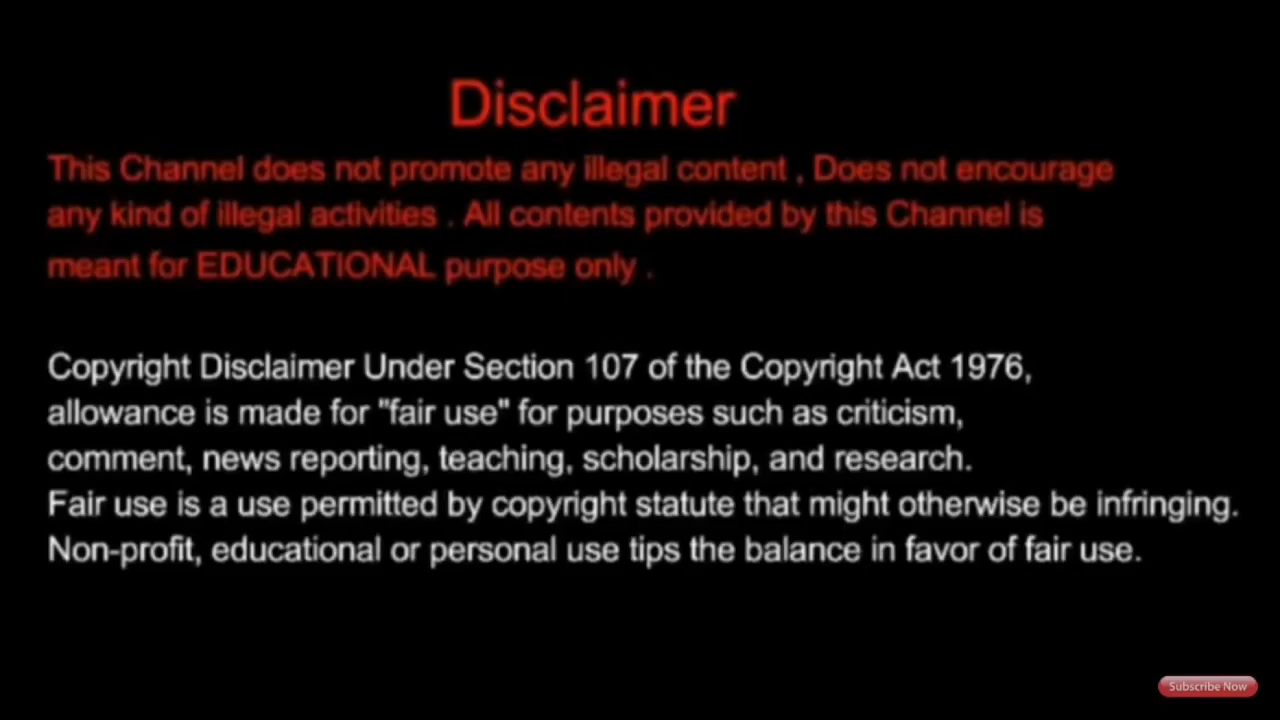 Disclaimer
This Channel does not promote any illegal content , Does not encourage
any kind of illegal activities . All contents provided by this Channel is
meant for EDUCATIONAL purpose only .
Copyright Disclaimer Under Section 107 of the Copyright Act 1976,
allowance is made for "fair use" for purposes such as criticism,
comment, news reporting, teaching, scholarship, and research.
Fair use is a use permitted by copyright statute that might otherwise be infringing.
Non-profit, educational or personal use tips the balance in favor of fair use.
Subscribe Now